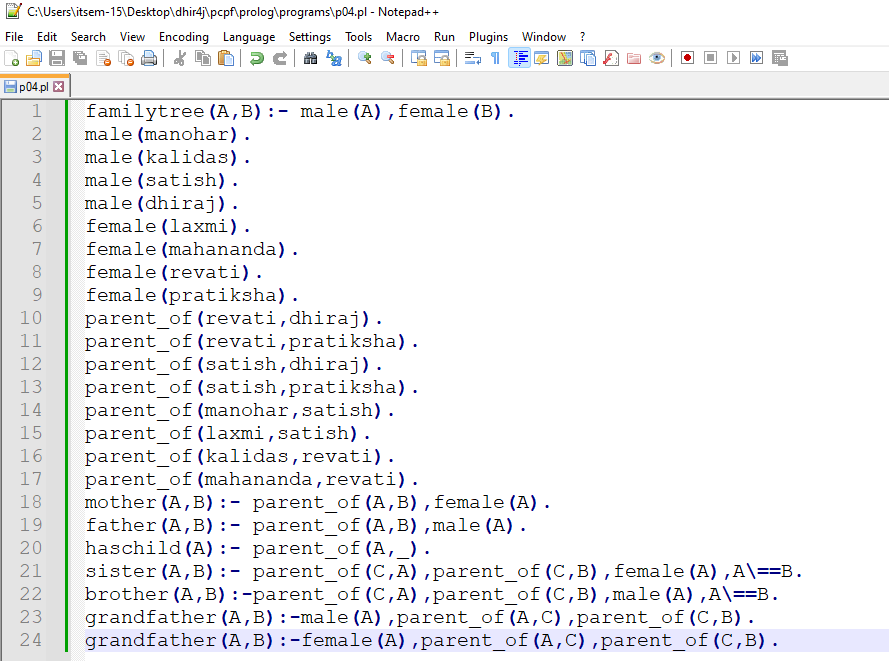 C:\Users\itsem-15\Desktop\dhir4j\pcpf\prolog\programs\p04.pl - Notepad++
File Edit Search View Encoding Language Settings Tools Macro Run Plugins Window ?
p04.pl
1 familytree(A,B):- male(A),female(B).
2 male(manohar).
3 male(kalidas).
4 male(satish).
5 male(dhiraj).
6 female(laxmi).
7 female(mahananda).
8 female(revati).
9 female(pratiksha).
10 parent_of(revati,dhiraj).
11 parent_of(revati,pratiksha).
12 parent_of(satish,dhiraj).
13 parent_of(satish,pratiksha).
14 parent_of(manohar,satish).
15 parent_of(laxmi,satish).
16 parent_of(kalidas,revati).
17 parent_of(mahananda,revati).
18 mother(A,B):- parent_of(A,B),female(A).
19 father(A,B):- parent_of(A,B),male(A).
20 haschild(A):- parent_of(A,_).
21 sister(A,B):- parent_of(C,A),parent_of(C,B),female(A),A\==B.
22 brother(A,B):-parent_of(C,A),parent_of(C,B),male(A),A\==B.
23 grandfather(A,B):-male(A),parent_of(A,C),parent_of(C,B).
24 grandfather(A,B):-female(A),parent_of(A,C),parent_of(C,B).